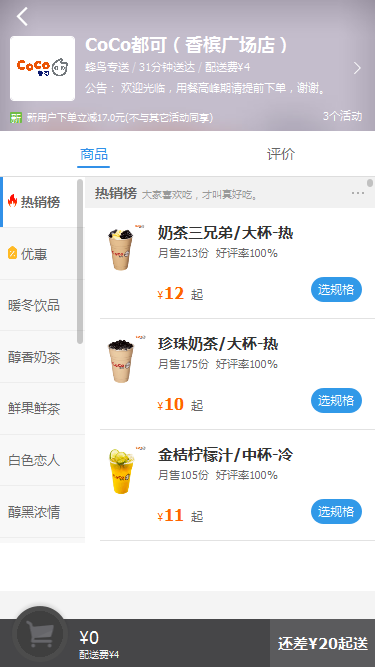 CoCo都可（香槟广场店）
CoCo
都可
蜂鸟专送 / 31分钟送达 / 配送费¥4
公告： 欢迎光临，用餐高峰期请提前下单，谢谢。
新 新用户下单立减17.0元(不与其它活动同享)
3个活动
商品
评价
热销榜
优惠
暖冬饮品
醇香奶茶
鲜果鲜茶
白色恋人
醇黑浓情
热销榜 大家喜欢吃，才叫真好吃。
奶茶三兄弟/大杯-热
月售213份 好评率100%
¥12 起
选规格
珍珠奶茶/大杯-热
月售175份 好评率100%
¥10 起
选规格
金桔柠檬汁/中杯-冷
月售105份 好评率100%
¥11 起
选规格
¥0
配送费¥4
还差¥20起送